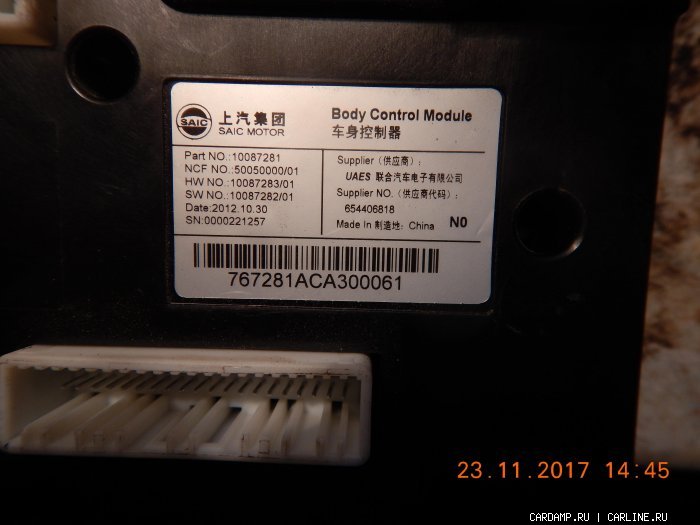 SAIC 上汽集团
SAIC MOTOR
Body Control Module
车身控制器
Part NO.:10087281
NCF NO.:50050000/01
HW NO.:10087283/01
SW NO.:10087282/01
Date:2012.10.30
SN:0000221257
Supplier（供应商）:
UAES 联合汽车电子有限公司
Supplier NO.（供应商代码）:
654406818
Made In 制造地: China N0
767281ACA300061
23.11.2017 14:45
CARDAMP.RU | CARLINE.RU